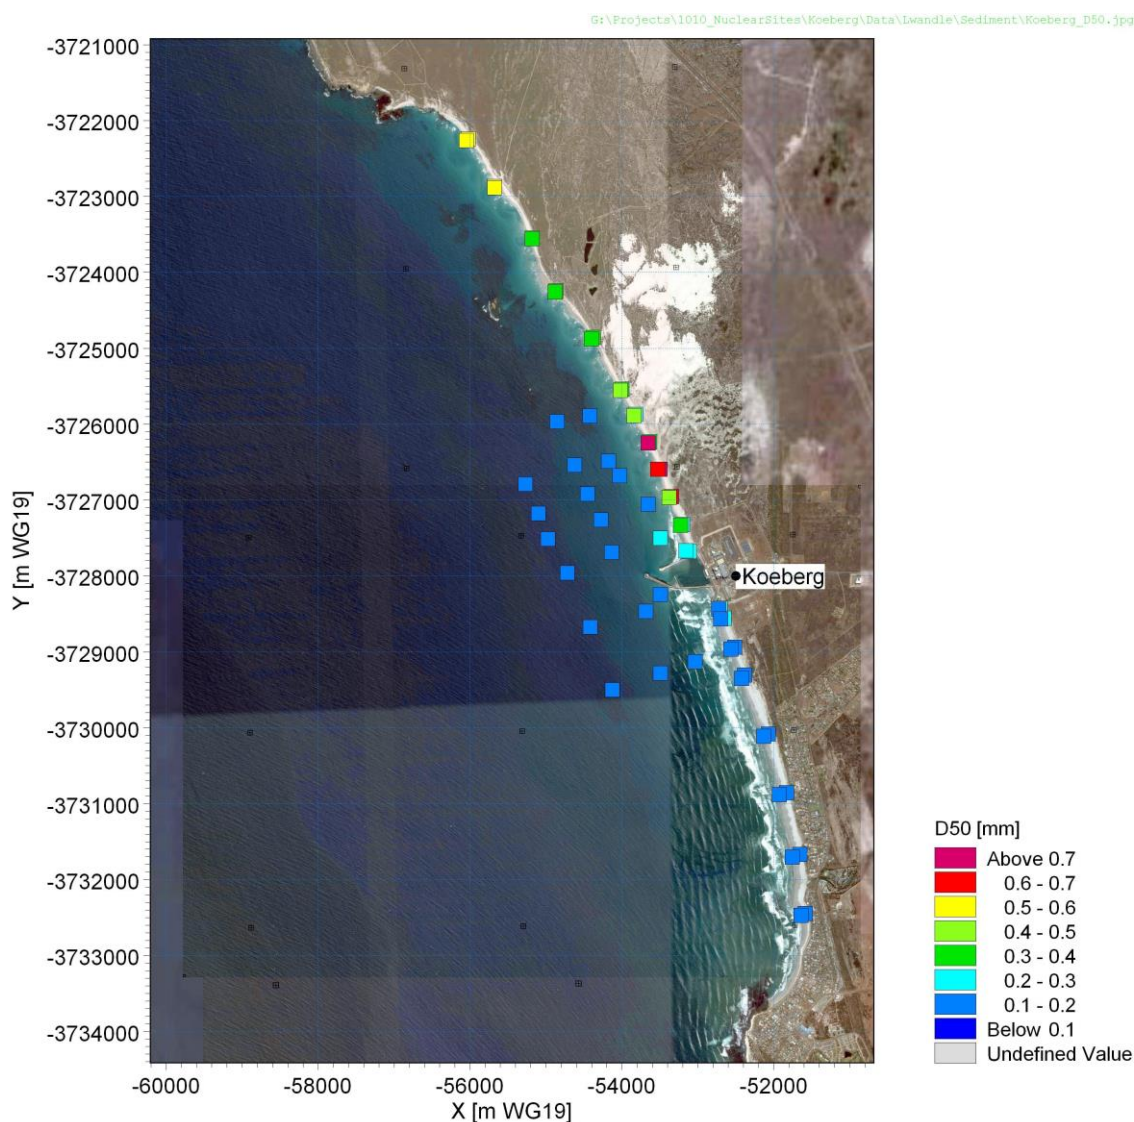 G:\Projects\1010_NuclearSites\Koeberg\Data\Lwandle\Sediment\Koeberg_D50.jpg
-3721000
-3722000
-3723000
-3724000
-3725000
-3726000
-3727000
-3728000
-3729000
-3730000
-3731000
-3732000
-3733000
-3734000
Y [m WG19]
Koeberg
-60000
-58000
-56000
-54000
-52000
X [m WG19]
D50 [mm]
Above 0.7
0.6 - 0.7
0.5 - 0.6
0.4 - 0.5
0.3 - 0.4
0.2 - 0.3
0.1 - 0.2
Below 0.1
Undefined Value